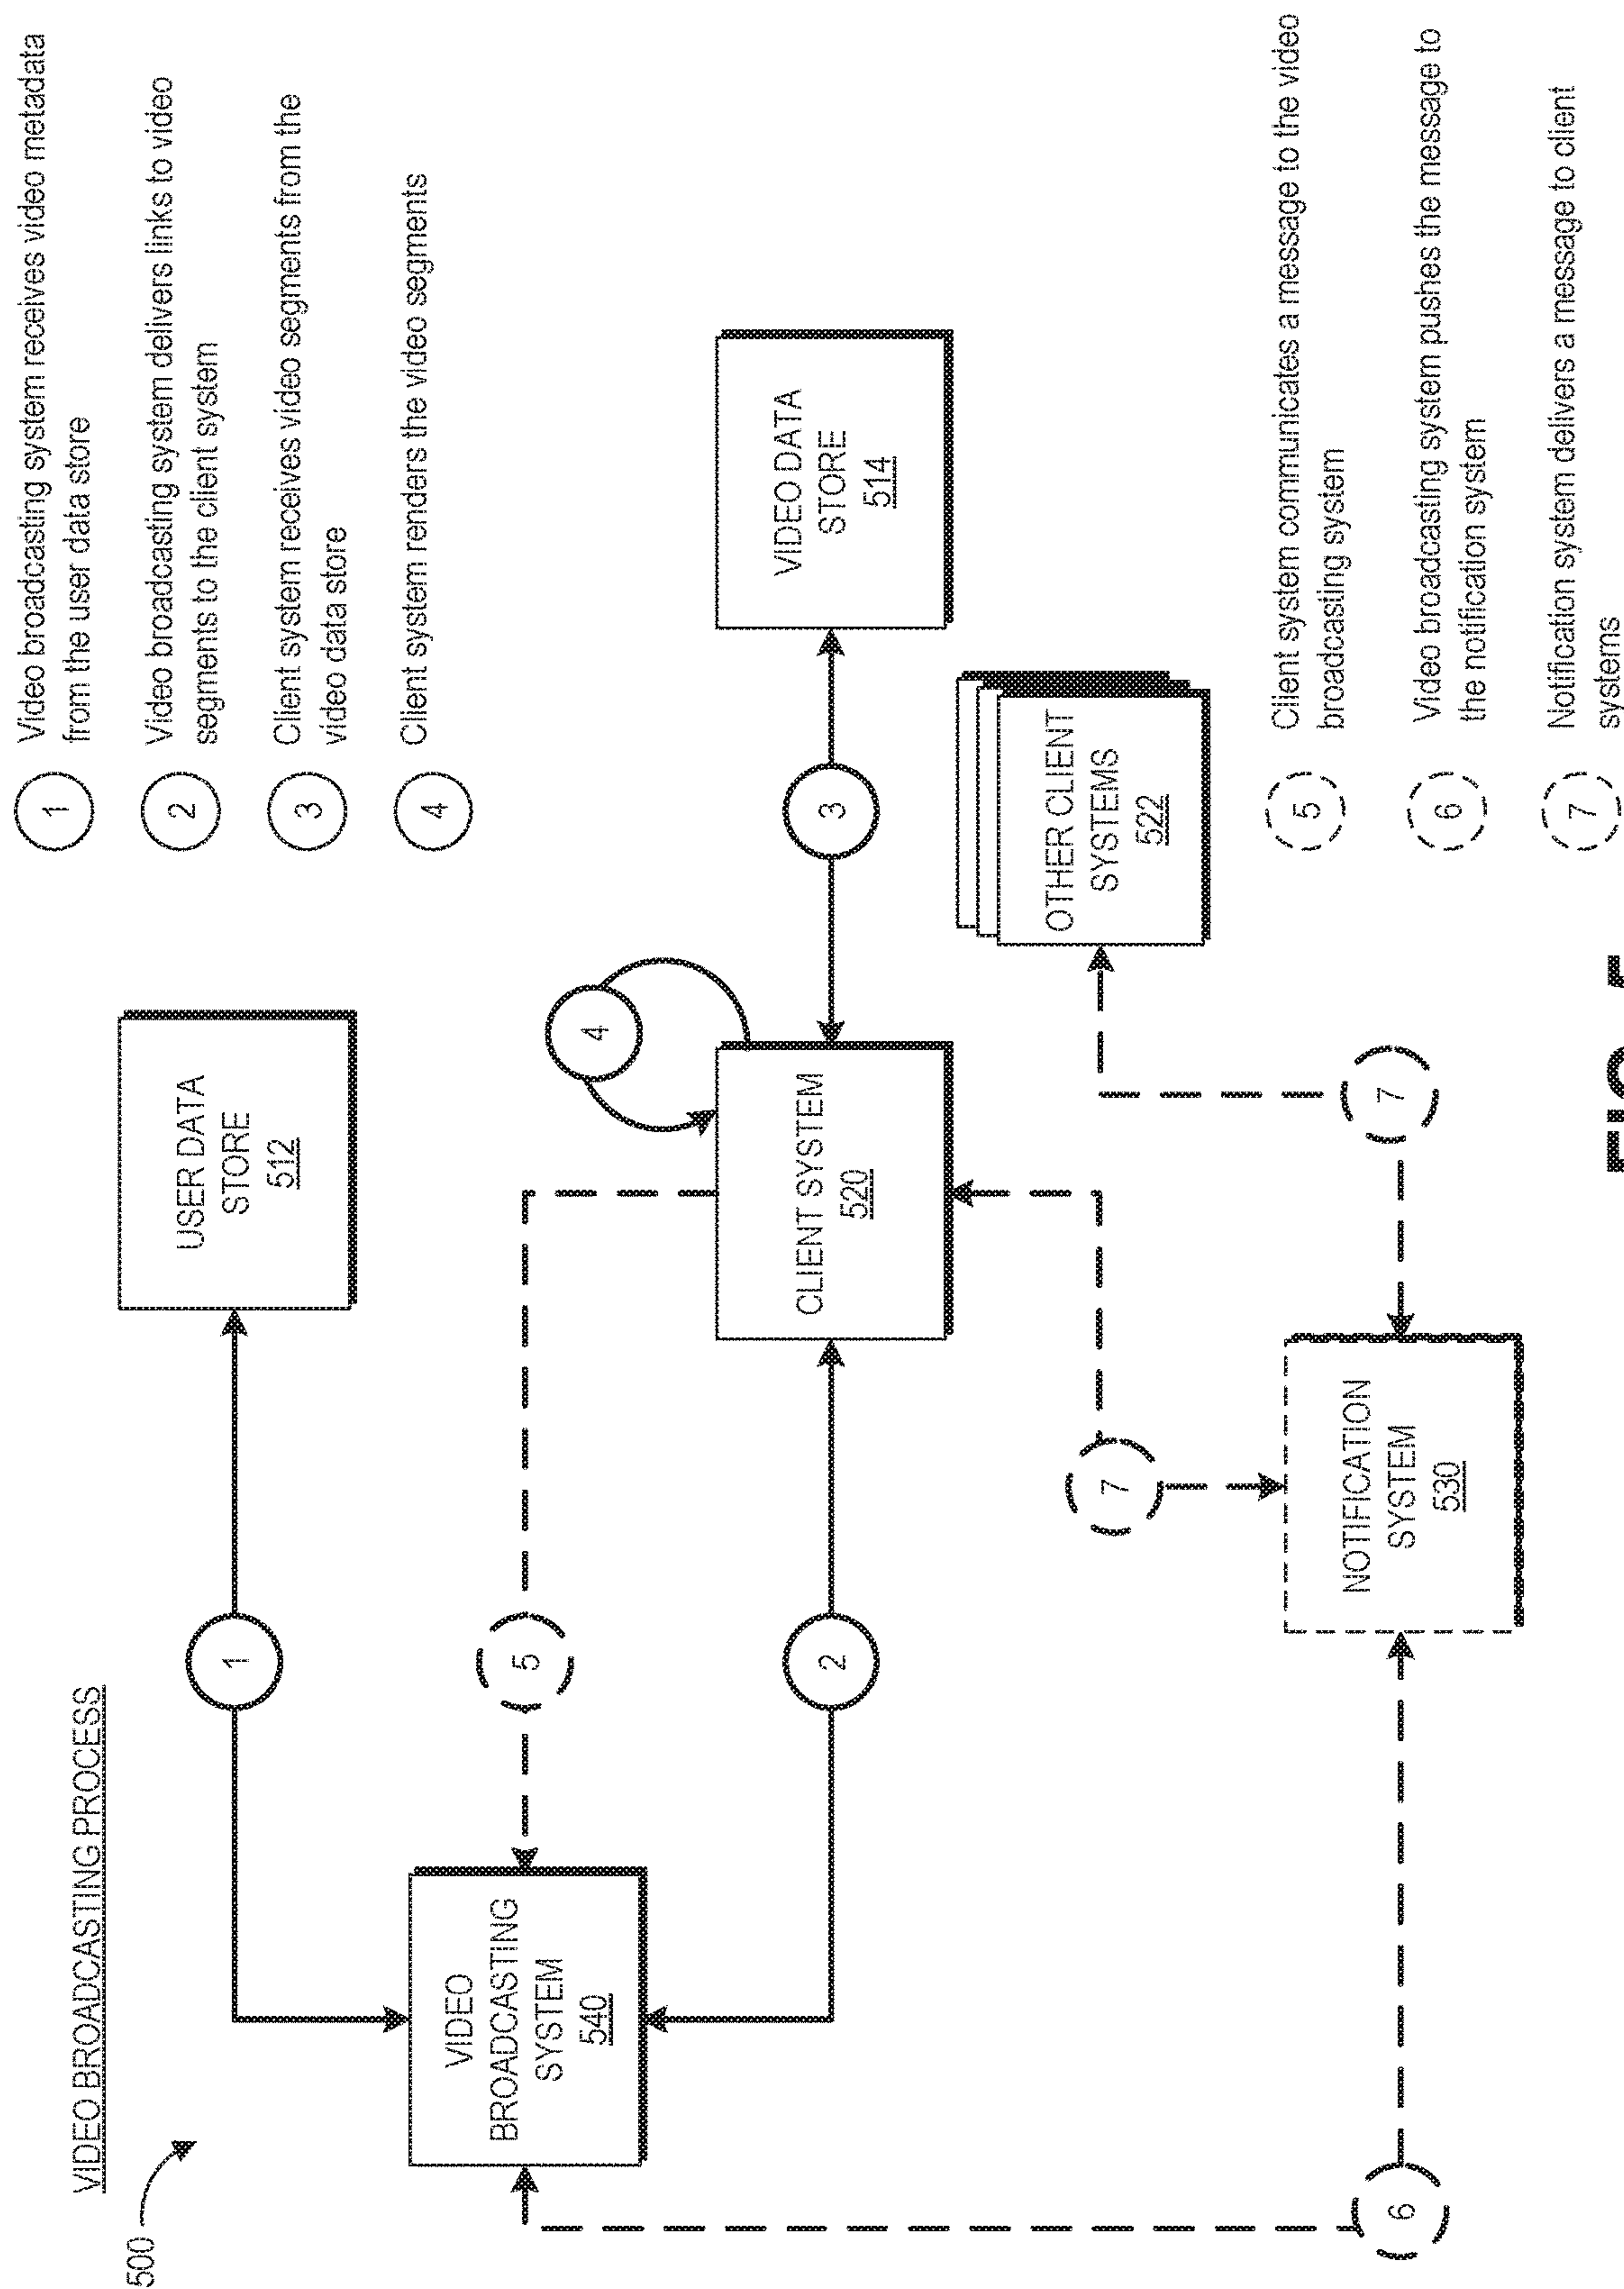 VIDEO BROADCASTING PROCESS
500
1
Video broadcasting system receives video metadata
from the user data store
2
Video broadcasting system delivers links to video
segments to the client system
3
Client system receives video segments from the
video data store
4
Client system renders the video segments
1
USER DATA
STORE
512
VIDEO
BROADCASTING
SYSTEM
540
5
4
2
CLIENT SYSTEM
520
3
VIDEO DATA
STORE
514
7
OTHER CLIENT
SYSTEMS
522
6
NOTIFICATION
SYSTEM
530
7
5
Client system communicates a message to the video
broadcasting system
6
Video broadcasting system pushes the message to
the notification system
7
Notification system delivers a message to client
systems